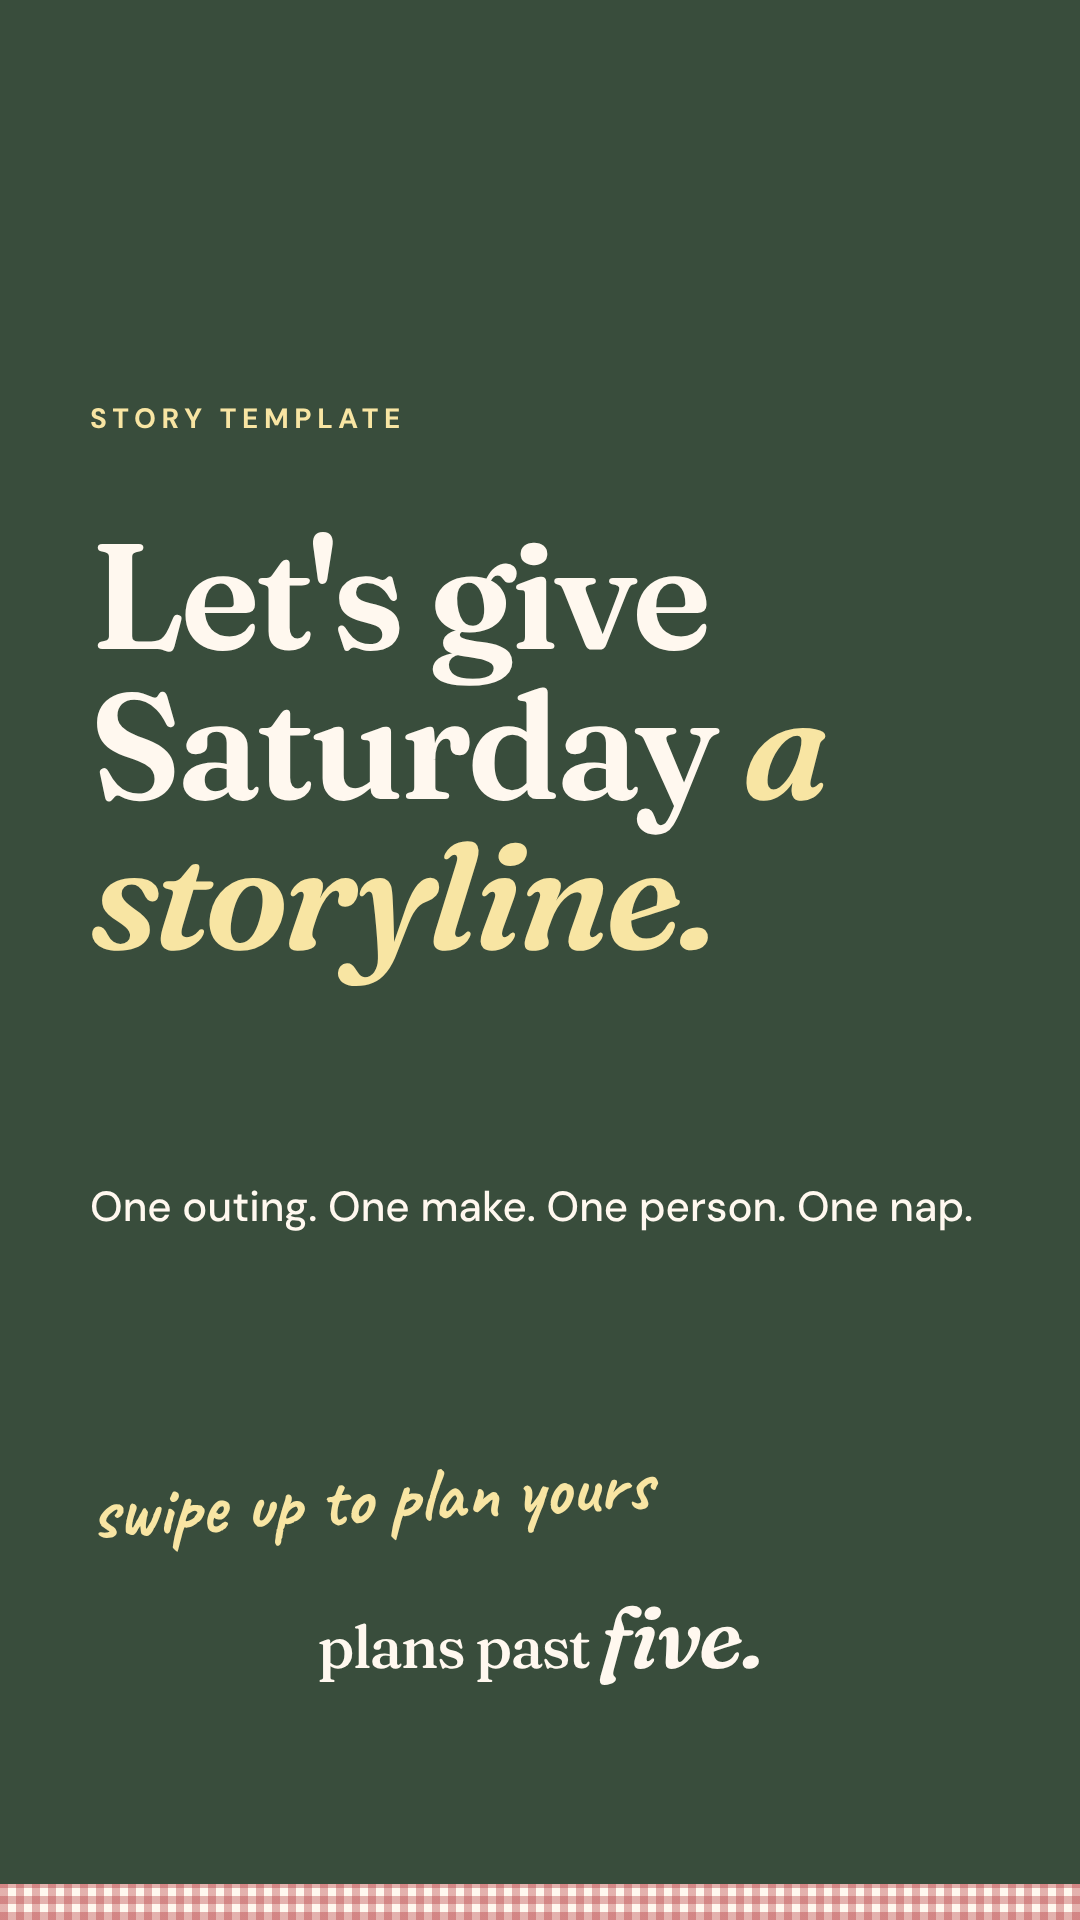 STORY TEMPLATE
Let's give
Saturday a
storyline.
One outing. One make. One person. One nap.
swipe up to plan yours
plans past five.